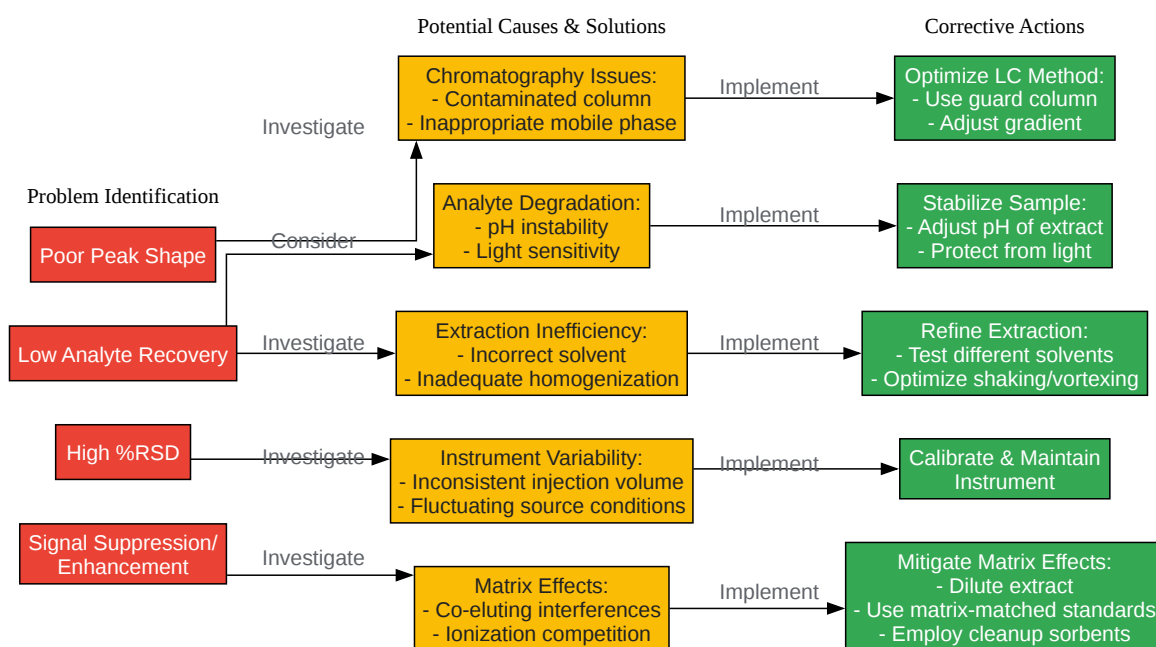 Potential Causes & Solutions
Corrective Actions
Chromatography Issues:
- Contaminated column
- Inappropriate mobile phase
Implement
Optimize LC Method:
- Use guard column
- Adjust gradient
Investigate
Problem Identification
Poor Peak Shape
Consider
Analyte Degradation:
- pH instability
- Light sensitivity
Implement
Stabilize Sample:
- Adjust pH of extract
- Protect from light
Low Analyte Recovery
Investigate
Extraction Inefficiency:
- Incorrect solvent
- Inadequate homogenization
Implement
Refine Extraction:
- Test different solvents
- Optimize shaking/vortexing
High %RSD
Investigate
Instrument Variability:
- Inconsistent injection volume
- Fluctuating source conditions
Implement
Calibrate & Maintain
Instrument
Signal Suppression/
Enhancement
Investigate
Matrix Effects:
- Co-eluting interferences
- Ionization competition
Implement
Mitigate Matrix Effects:
- Dilute extract
- Use matrix-matched standards
- Employ cleanup sorbents